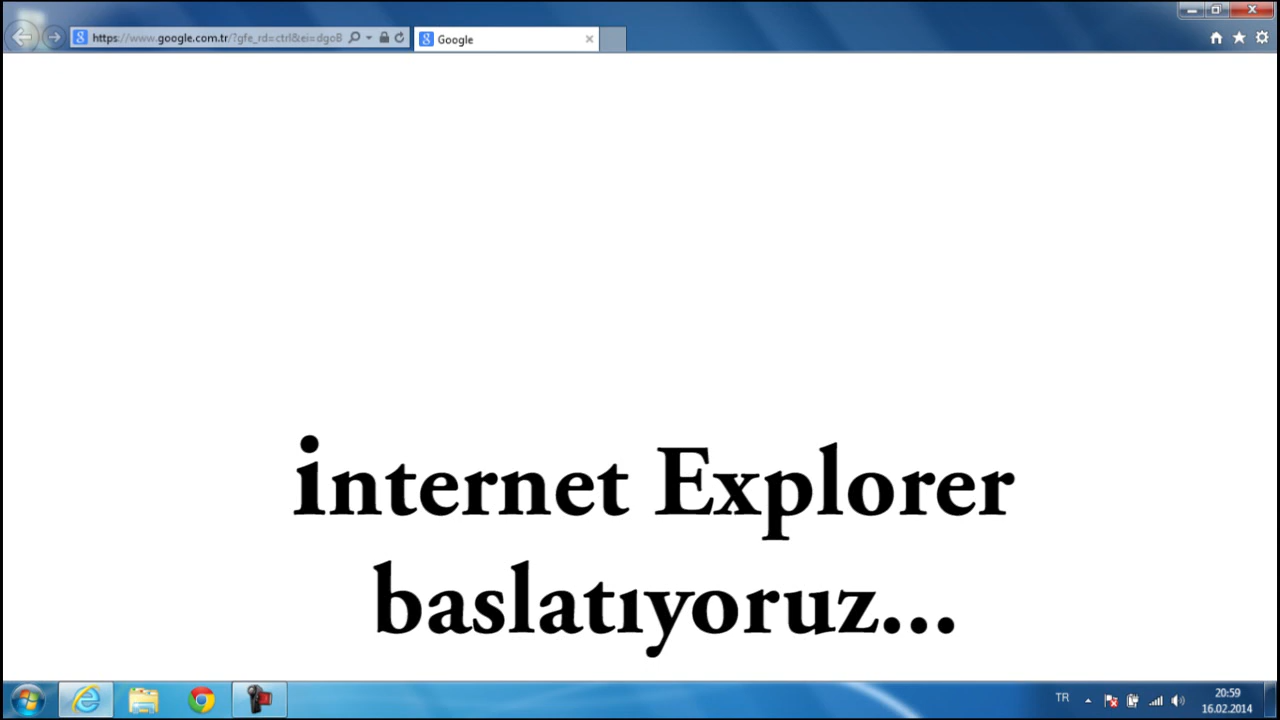 https://www.google.com.tr/?gfe_rd=ctrl&ei=dgoB
Google
internet Explorer
baslatıyoruz...
TR
20:59
16.02.2014